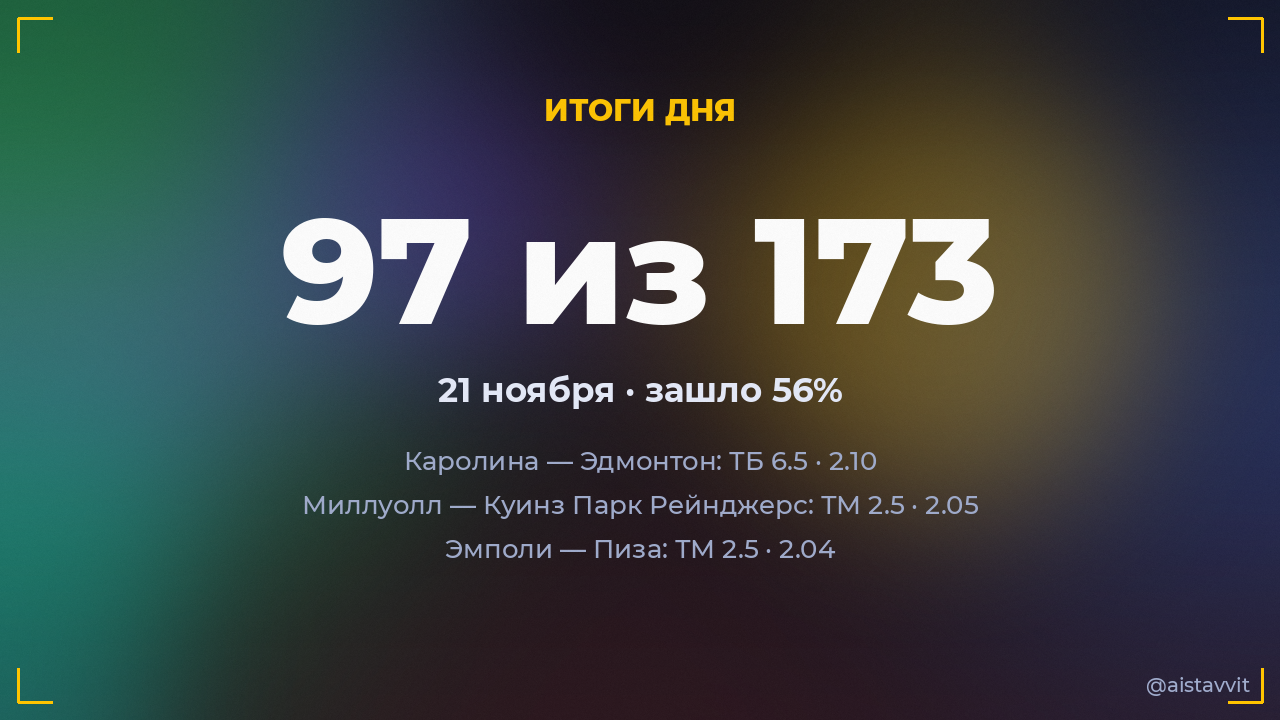 ИТОГИ ДНЯ
97 из 173
21 ноября · зашло 56%
Каролина — Эдмонтон: ТБ 6.5 · 2.10
Миллуолл — Куинз Парк Рейнджерс: ТМ 2.5 · 2.05
Эмполи — Пиза: ТМ 2.5 · 2.04
@aistavvit